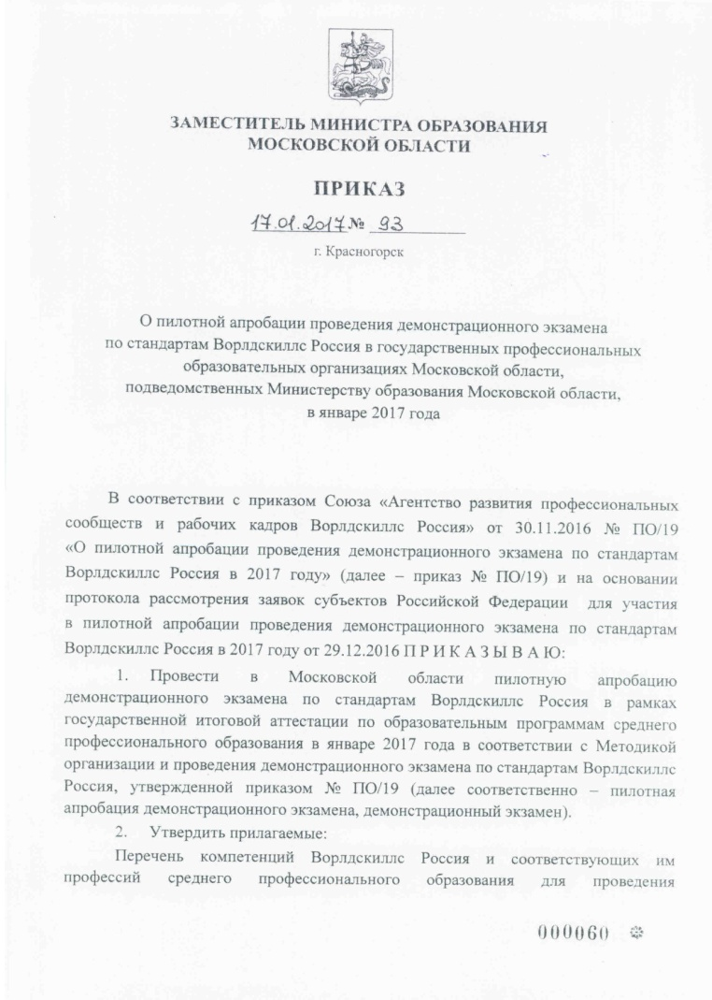 ЗАМЕСТИТЕЛЬ МИНИСТРА ОБРАЗОВАНИЯ
МОСКОВСКОЙ ОБЛАСТИ
ПРИКАЗ
17.01.2017 № 93
г. Красногорск
О пилотной апробации проведения демонстрационного экзамена
по стандартам Ворлдскиллс Россия в государственных профессиональных
образовательных организациях Московской области,
подведомственных Министерству образования Московской области,
в январе 2017 года
В соответствии с приказом Союза «Агентство развития профессиональных
сообществ и рабочих кадров Ворлдскиллс Россия» от 30.11.2016 № ПО/19
«О пилотной апробации проведения демонстрационного экзамена по стандартам
Ворлдскиллс Россия в 2017 году» (далее – приказ № ПО/19) и на основании
протокола рассмотрения заявок субъектов Российской Федерации для участия
в пилотной апробации проведения демонстрационного экзамена по стандартам
Ворлдскиллс Россия в 2017 году от 29.12.2016 П Р И К А З Ы В А Ю:
1. Провести в Московской области пилотную апробацию
демонстрационного экзамена по стандартам Ворлдскиллс Россия в рамках
государственной итоговой аттестации по образовательным программам среднего
профессионального образования в январе 2017 года в соответствии с Методикой
организации и проведения демонстрационного экзамена по стандартам Ворлдскиллс
Россия, утвержденной приказом № ПО/19 (далее соответственно – пилотная
апробация демонстрационного экзамена, демонстрационный экзамен).
2. Утвердить прилагаемые:
Перечень компетенций Ворлдскиллс Россия и соответствующих им
профессий среднего профессионального образования для проведения
000060